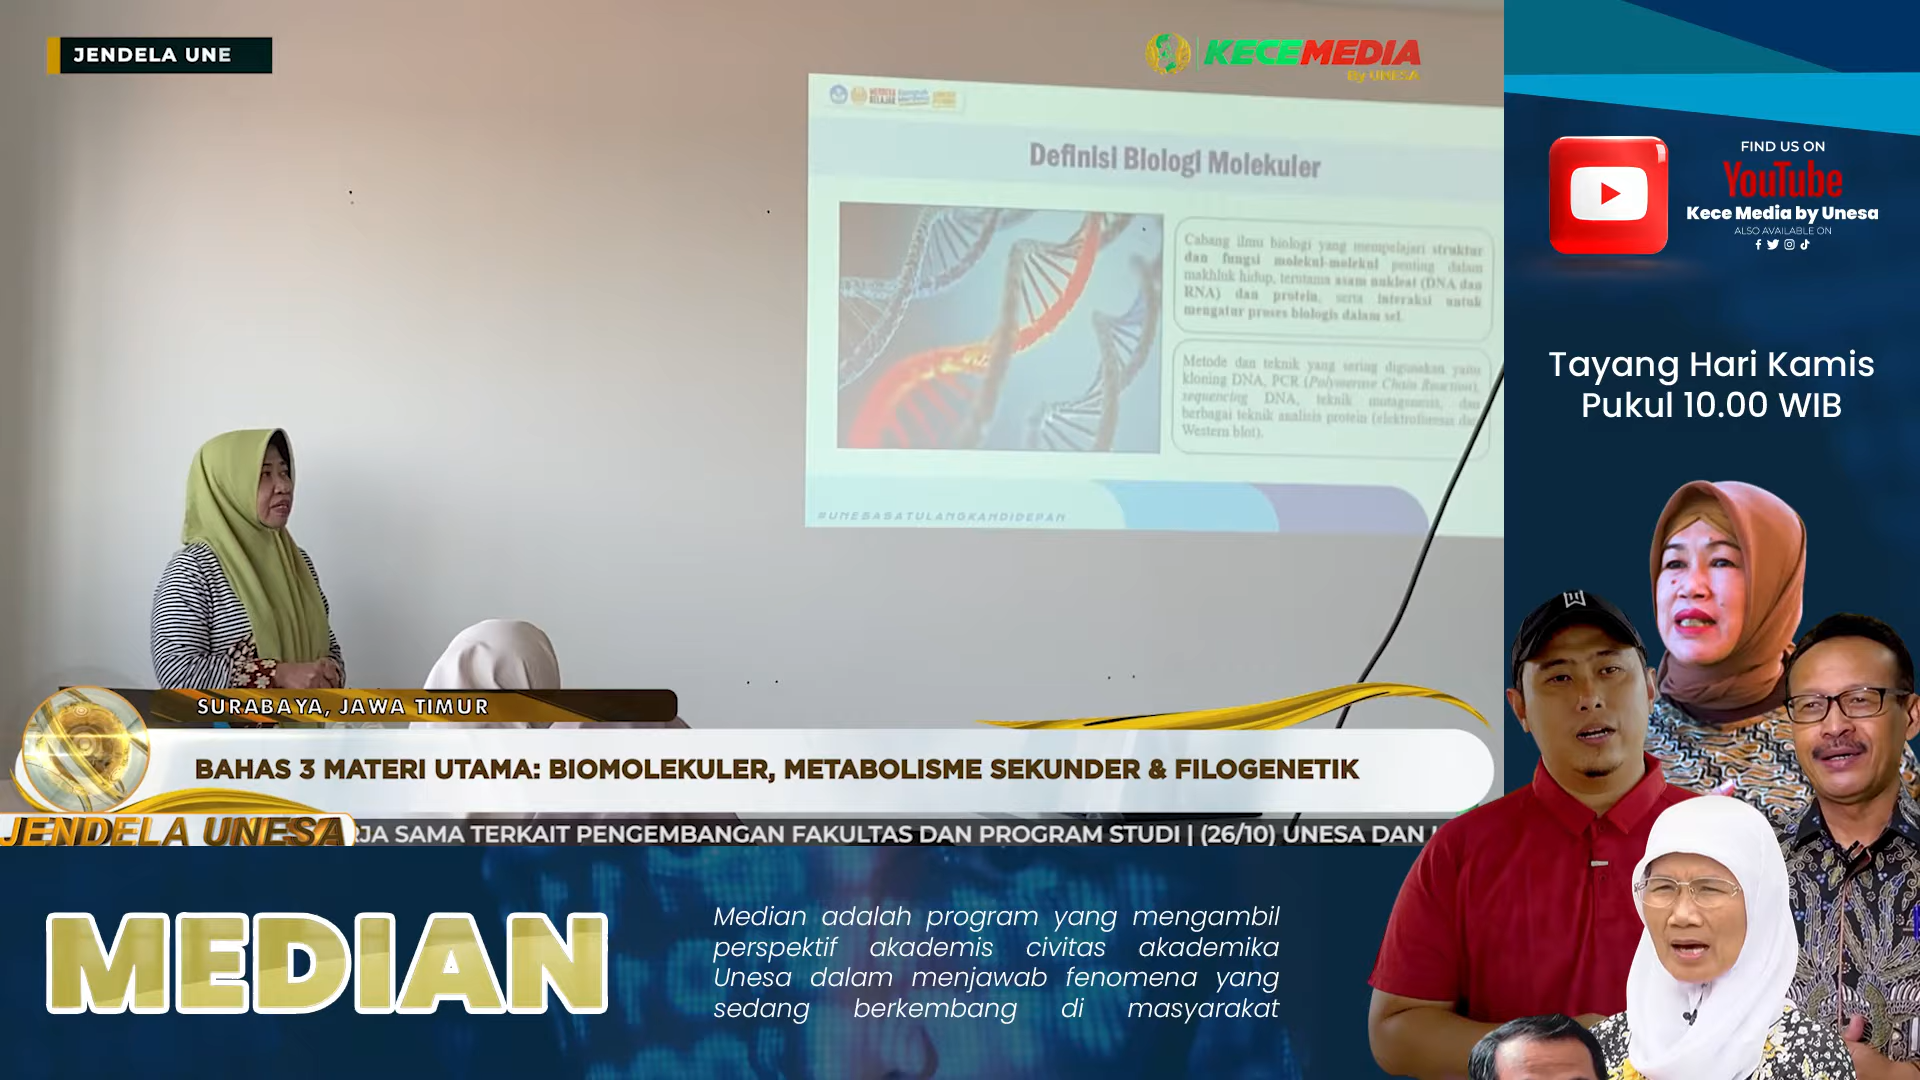 JENDELA UNE
KECEMEDIA
By UNESA
MERDEKA
BELAJAR
Definisi Biologi Molekuler
Cabang ilmu biologi yang mempelajari struktur
dan fungsi molekul-molekul penting dalam
makhluk hidup, terutama asam nukleat (DNA dan
RNA) dan protein, serta interaksi untuk
mengatur proses biologis dalam sel.
Metode dan teknik yang sering digunakan yaitu
kloning DNA, PCR (Polymerase Chain Reaction),
sequencing DNA, teknik mutagenesis, dan
berbagai teknik analisis protein (elektroforesis dan
Western blot).
#UNESASATULANGKAHDIDEPAN
FIND US ON
YouTube
Kece Media by Unesa
ALSO AVAILABLE ON
Tayang Hari Kamis
Pukul 10.00 WIB
SURABAYA, JAWA TIMUR
BAHAS 3 MATERI UTAMA: BIOMOLEKULER, METABOLISME SEKUNDER & FILOGENETIK
JENDELA UNESA
RJA SAMA TERKAIT PENGEMBANGAN FAKULTAS DAN PROGRAM STUDI | (26/10) UNESA DAN
MEDIAN
Median adalah program yang mengambil
perspektif akademis civitas akademika
Unesa dalam menjawab fenomena yang
sedang berkembang di masyarakat